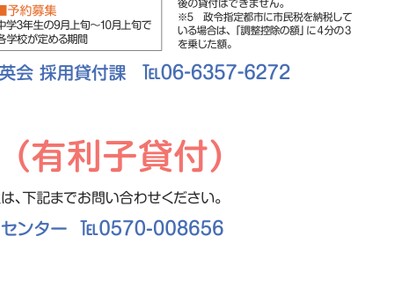 ■予約募集
中学3年生の9月上旬~10月上旬で
各学校が定める期間
後の貸付はできません。
※5　政令指定都市に市民税を納税して
いる場合は、「調整控除の額」に4分の3
を乗じた額。
英会 採用貸付課　℡06-6357-6272
（有利子貸付）
は、下記までお問い合わせください。
センター　℡0570-008656